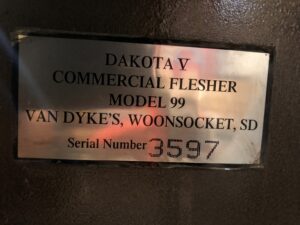 DAKOTA V
COMMERCIAL FLESHER
MODEL 99
VAN DYKE'S, WOONSOCKET, SD
Serial Number 3597